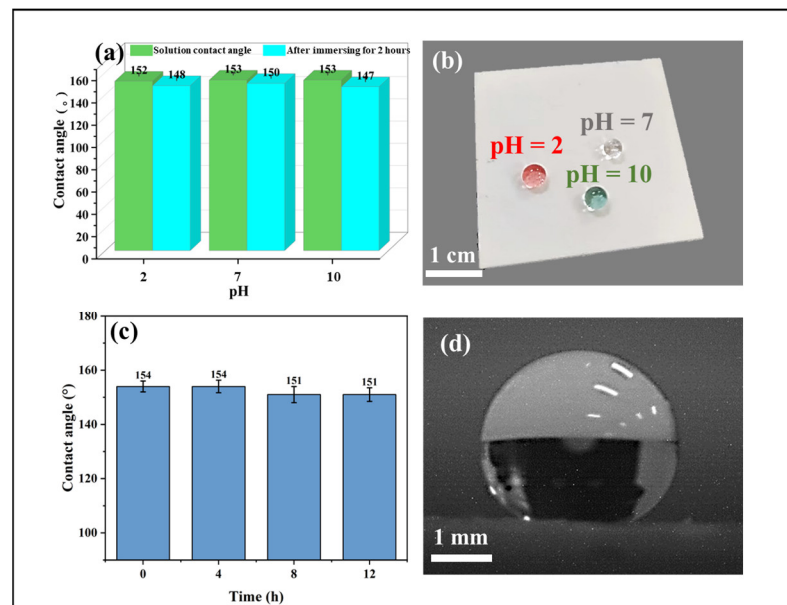 (a)
Solution contact angle
After immersing for 2 hours
152
148
153
150
153
147
160
140
120
100
80
60
40
20
0
Contact angle (。)
2
7
10
pH
(b)
pH = 7
pH = 2
pH = 10
1 cm
(c)
180
160
140
120
100
Contact angle (°)
154
154
151
151
0
4
8
12
Time (h)
(d)
1 mm